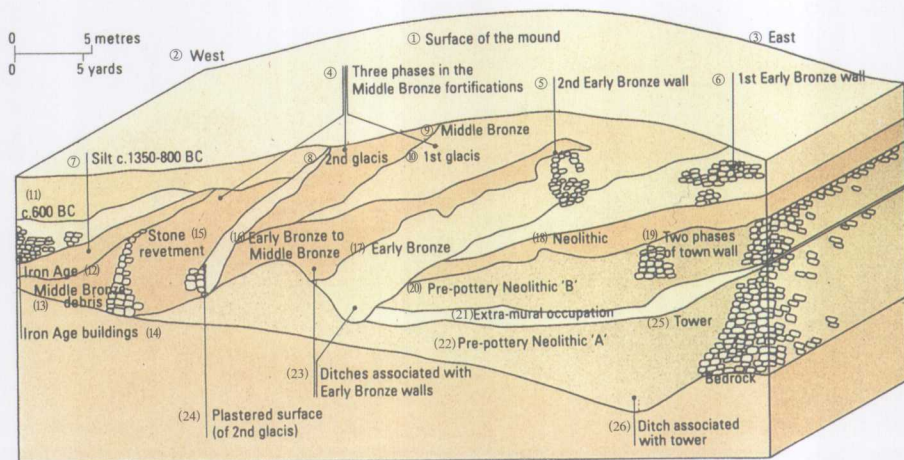 0 5 metres
0 5 yards
① Surface of the mound
② West
③ East
④ Three phases in the
Middle Bronze fortifications
⑤ 2nd Early Bronze wall
⑥ 1st Early Bronze wall
⑦ Silt c.1350-800 BC
⑧ 2nd glacis
⑨ Middle Bronze
⑩ 1st glacis
(11)
c.600 BC
Iron Age (12)
(13) Middle Bronze
debris
Iron Age buildings (14)
Stone (15)
revetment
(16) Early Bronze to
Middle Bronze
(17) Early Bronze
(18) Neolithic
(19) Two phases
of town wall
(20) Pre-pottery Neolithic 'B'
(21) Extra-mural occupation
(22) Pre-pottery Neolithic 'A'
(23) Ditches associated with
Early Bronze walls
(24) Plastered surface
(of 2nd glacis)
(25) Tower
Bedrock
(26) Ditch associated
with tower